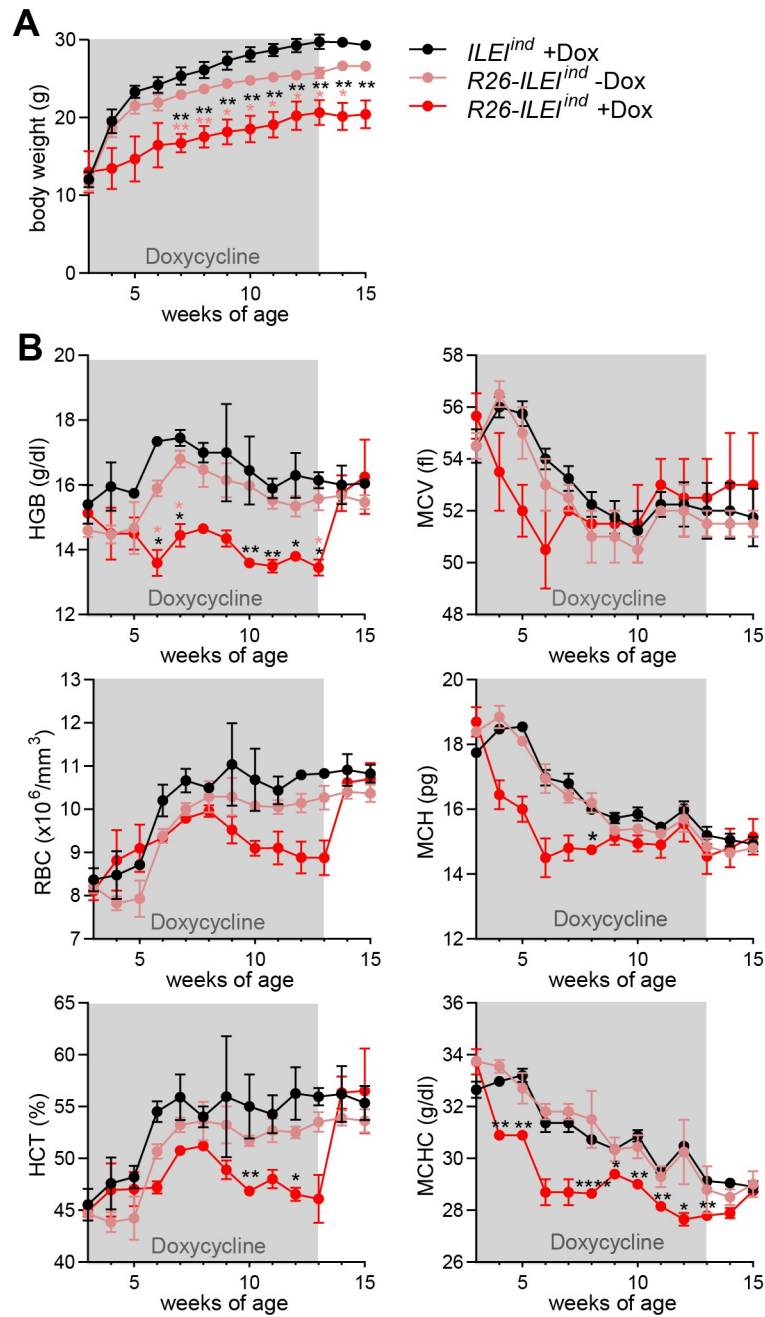 A
30
20
10
0
5
10
15
body weight (g)
weeks of age
Doxycycline
** ** ** ** ** ** ** ** **
** ** * * * * * *
ILEI^ind +Dox
R26-ILEI^ind -Dox
R26-ILEI^ind +Dox
B
20
18
16
14
12
5
10
15
HGB (g/dl)
weeks of age
Doxycycline
* * *
* * ** ** * *
58
56
54
52
50
48
5
10
15
MCV (fl)
weeks of age
Doxycycline
13
12
11
10
9
8
7
5
10
15
RBC (x10^6/mm^3)
weeks of age
Doxycycline
20
18
16
14
12
5
10
15
MCH (pg)
weeks of age
Doxycycline
*
65
60
55
50
45
40
5
10
15
HCT (%)
weeks of age
Doxycycline
** *
36
34
32
30
28
26
5
10
15
MCHC (g/dl)
weeks of age
Doxycycline
** ** **** * ** ** * **